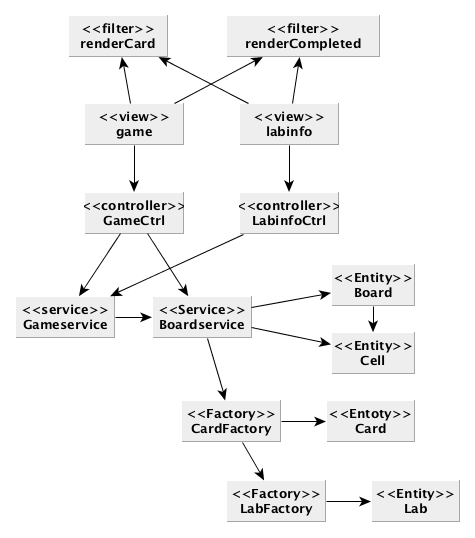 <<filter>>
renderCard
<<filter>>
renderCompleted
<<view>>
game
<<view>>
labinfo
<<controller>>
GameCtrl
<<controller>>
LabinfoCtrl
<<Entity>>
Board
<<service>>
Gameservice
<<Service>>
Boardservice
<<Entity>>
Cell
<<Factory>>
CardFactory
<<Entoty>>
Card
<<Factory>>
LabFactory
<<Entity>>
Lab